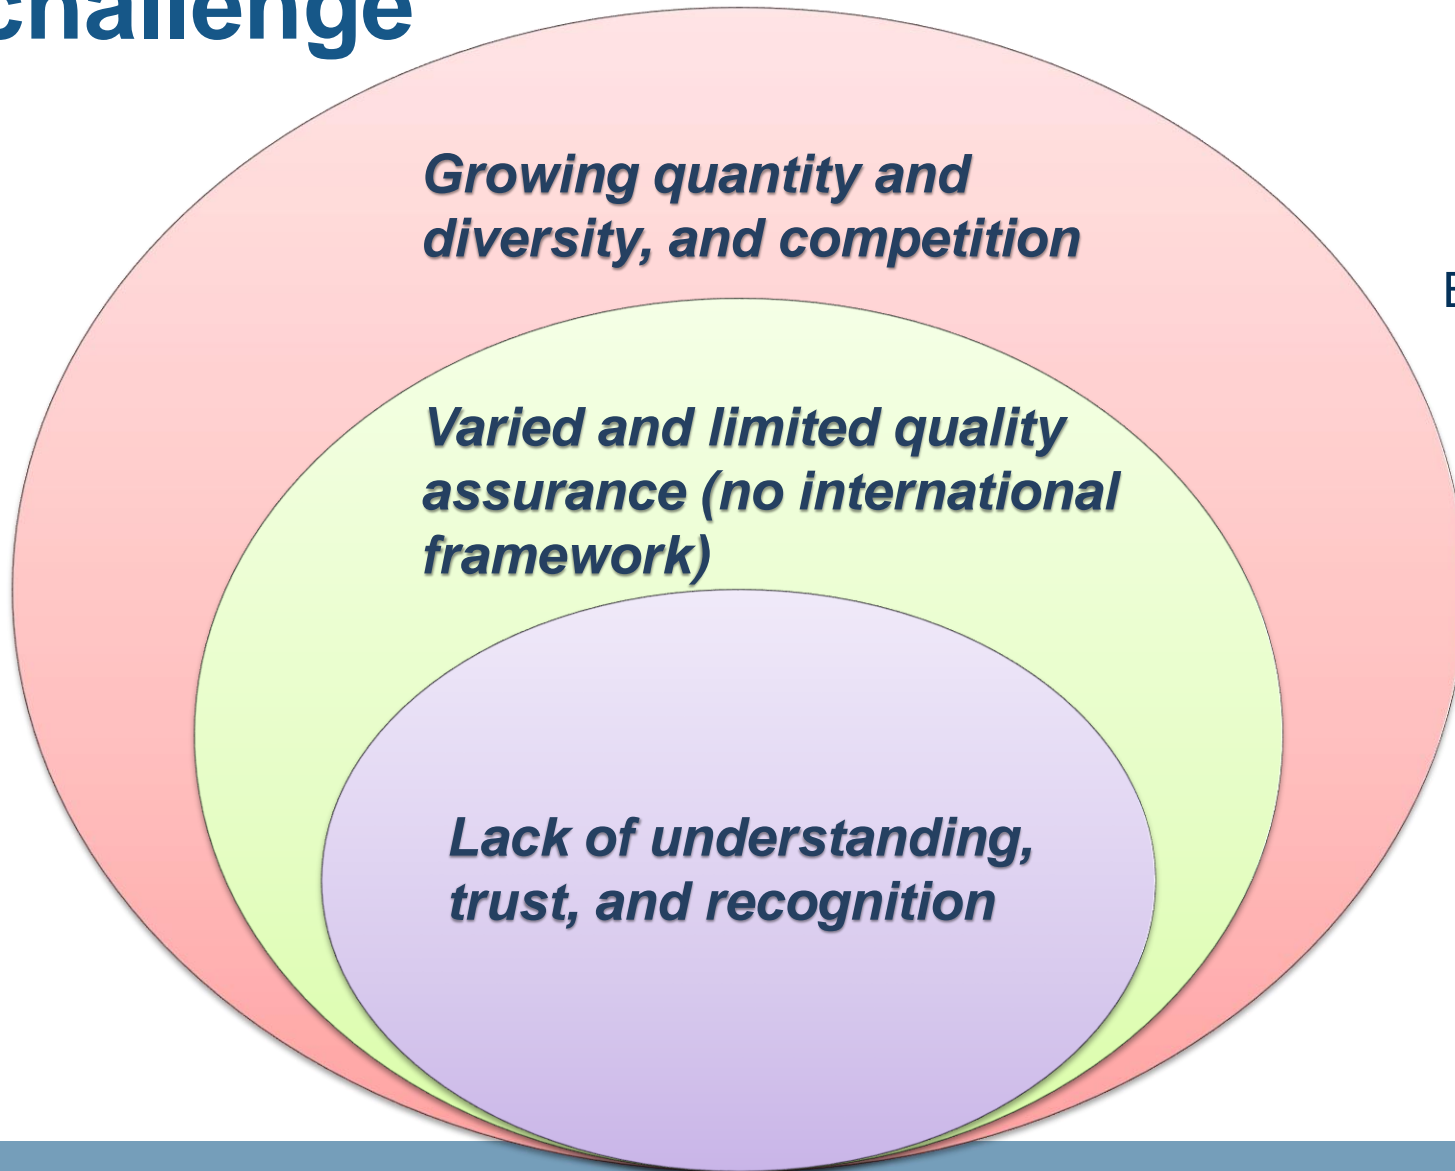 challenge
Growing quantity and
diversity, and competition
Varied and limited quality
assurance (no international
framework)
Lack of understanding,
trust, and recognition